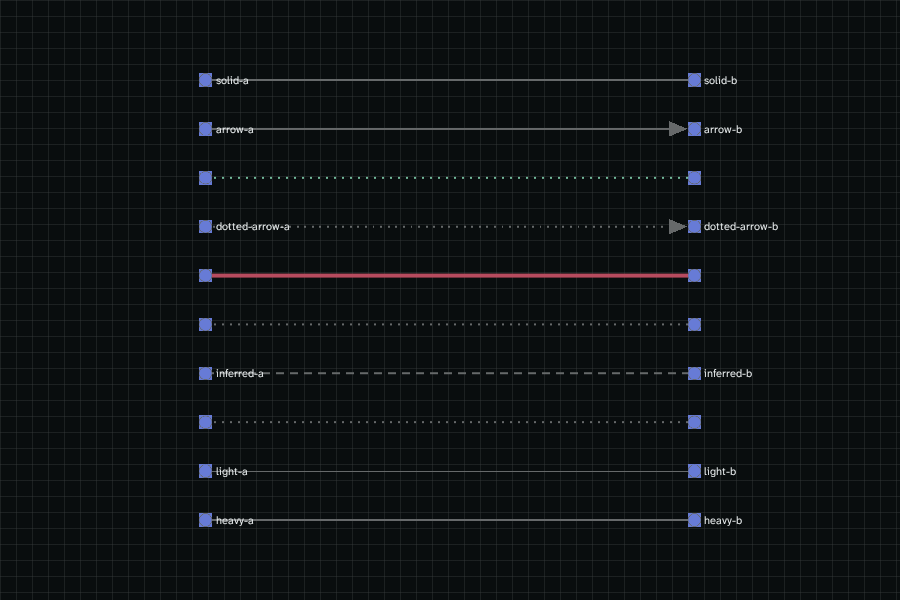 solid-a solid-b
arrow-a arrow-b
dotted-arrow-a dotted-arrow-b
inferred-a inferred-b
light-a light-b
heavy-a heavy-b